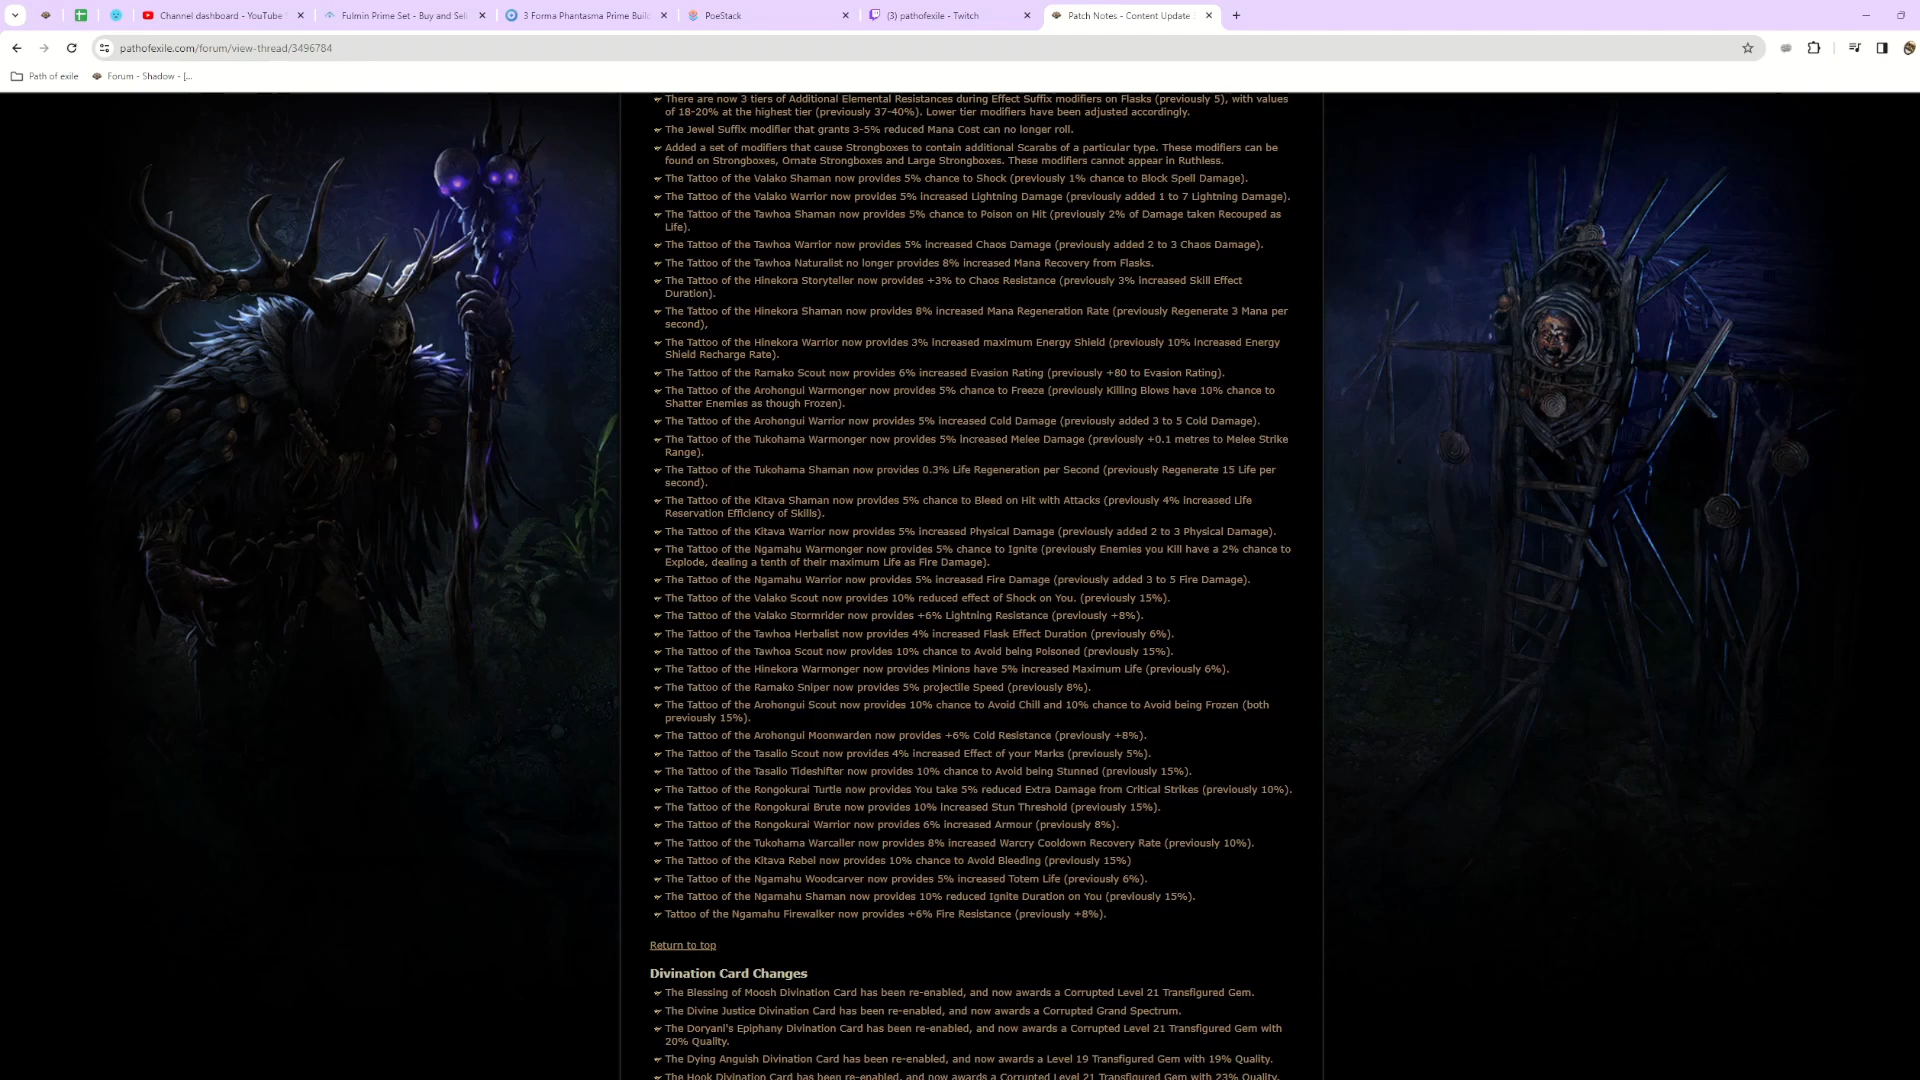 Channel dashboard - YouTube
Fulmin Prime Set - Buy and Sell
3 Forma Phantasma Prime Buil
PoeStack
(3) pathofexile - Twitch
Patch Notes - Content Update
pathofexile.com/forum/view-thread/3496784
Path of exile
Forum - Shadow - [...
There are now 3 tiers of Additional Elemental Resistances during Effect Suffix modifiers on Flasks (previously 5), with values
of 18-20% at the highest tier (previously 37-40%). Lower tier modifiers have been adjusted accordingly.
The Jewel Suffix modifier that grants 3-5% reduced Mana Cost can no longer roll.
Added a set of modifiers that cause Strongboxes to contain additional Scarabs of a particular type. These modifiers can be
found on Strongboxes, Ornate Strongboxes and Large Strongboxes. These modifiers cannot appear in Ruthless.
The Tattoo of the Valako Shaman now provides 5% chance to Shock (previously 1% chance to Block Spell Damage).
The Tattoo of the Valako Warrior now provides 5% increased Lightning Damage (previously added 1 to 7 Lightning Damage).
The Tattoo of the Tawhoa Shaman now provides 5% chance to Poison on Hit (previously 2% of Damage taken Recouped as
Life).
The Tattoo of the Tawhoa Warrior now provides 5% increased Chaos Damage (previously added 2 to 3 Chaos Damage).
The Tattoo of the Tawhoa Naturalist no longer provides 8% increased Mana Recovery from Flasks.
The Tattoo of the Hinekora Storyteller now provides +3% to Chaos Resistance (previously 3% increased Skill Effect
Duration).
The Tattoo of the Hinekora Shaman now provides 8% increased Mana Regeneration Rate (previously Regenerate 3 Mana per
second),
The Tattoo of the Hinekora Warrior now provides 3% increased maximum Energy Shield (previously 10% increased Energy
Shield Recharge Rate).
The Tattoo of the Ramako Scout now provides 6% increased Evasion Rating (previously +80 to Evasion Rating).
The Tattoo of the Arohongui Warmonger now provides 5% chance to Freeze (previously Killing Blows have 10% chance to
Shatter Enemies as though Frozen).
The Tattoo of the Arohongui Warrior now provides 5% increased Cold Damage (previously added 3 to 5 Cold Damage).
The Tattoo of the Tukohama Warmonger now provides 5% increased Melee Damage (previously +0.1 metres to Melee Strike
Range).
The Tattoo of the Tukohama Shaman now provides 0.3% Life Regeneration per Second (previously Regenerate 15 Life per
second).
The Tattoo of the Kitava Shaman now provides 5% chance to Bleed on Hit with Attacks (previously 4% increased Life
Reservation Efficiency of Skills).
The Tattoo of the Kitava Warrior now provides 5% increased Physical Damage (previously added 2 to 3 Physical Damage).
The Tattoo of the Ngamahu Warmonger now provides 5% chance to Ignite (previously Enemies you Kill have a 2% chance to
Explode, dealing a tenth of their maximum Life as Fire Damage).
The Tattoo of the Ngamahu Warrior now provides 5% increased Fire Damage (previously added 3 to 5 Fire Damage).
The Tattoo of the Valako Scout now provides 10% reduced effect of Shock on You. (previously 15%).
The Tattoo of the Valako Stormrider now provides +6% Lightning Resistance (previously +8%).
The Tattoo of the Tawhoa Herbalist now provides 4% increased Flask Effect Duration (previously 6%).
The Tattoo of the Tawhoa Scout now provides 10% chance to Avoid being Poisoned (previously 15%).
The Tattoo of the Hinekora Warmonger now provides Minions have 5% increased Maximum Life (previously 6%).
The Tattoo of the Ramako Sniper now provides 5% projectile Speed (previously 8%).
The Tattoo of the Arohongui Scout now provides 10% chance to Avoid Chill and 10% chance to Avoid being Frozen (both
previously 15%).
The Tattoo of the Arohongui Moonwarden now provides +6% Cold Resistance (previously +8%).
The Tattoo of the Tasalio Scout now provides 4% increased Effect of your Marks (previously 5%).
The Tattoo of the Tasalio Tideshifter now provides 10% chance to Avoid being Stunned (previously 15%).
The Tattoo of the Rongokurai Turtle now provides You take 5% reduced Extra Damage from Critical Strikes (previously 10%).
The Tattoo of the Rongokurai Brute now provides 10% increased Stun Threshold (previously 15%).
The Tattoo of the Rongokurai Warrior now provides 6% increased Armour (previously 8%).
The Tattoo of the Tukohama Warcaller now provides 8% increased Warcry Cooldown Recovery Rate (previously 10%).
The Tattoo of the Kitava Rebel now provides 10% chance to Avoid Bleeding (previously 15%)
The Tattoo of the Ngamahu Woodcarver now provides 5% increased Totem Life (previously 6%).
The Tattoo of the Ngamahu Shaman now provides 10% reduced Ignite Duration on You (previously 15%).
Tattoo of the Ngamahu Firewalker now provides +6% Fire Resistance (previously +8%).
Return to top
Divination Card Changes
The Blessing of Moosh Divination Card has been re-enabled, and now awards a Corrupted Level 21 Transfigured Gem.
The Divine Justice Divination Card has been re-enabled, and now awards a Corrupted Grand Spectrum.
The Doryani's Epiphany Divination Card has been re-enabled, and now awards a Corrupted Level 21 Transfigured Gem with
20% Quality.
The Dying Anguish Divination Card has been re-enabled, and now awards a Level 19 Transfigured Gem with 19% Quality.
The Hook Divination Card has been re-enabled, and now awards a Corrupted Level 21 Transfigured Gem with 23% Quality.